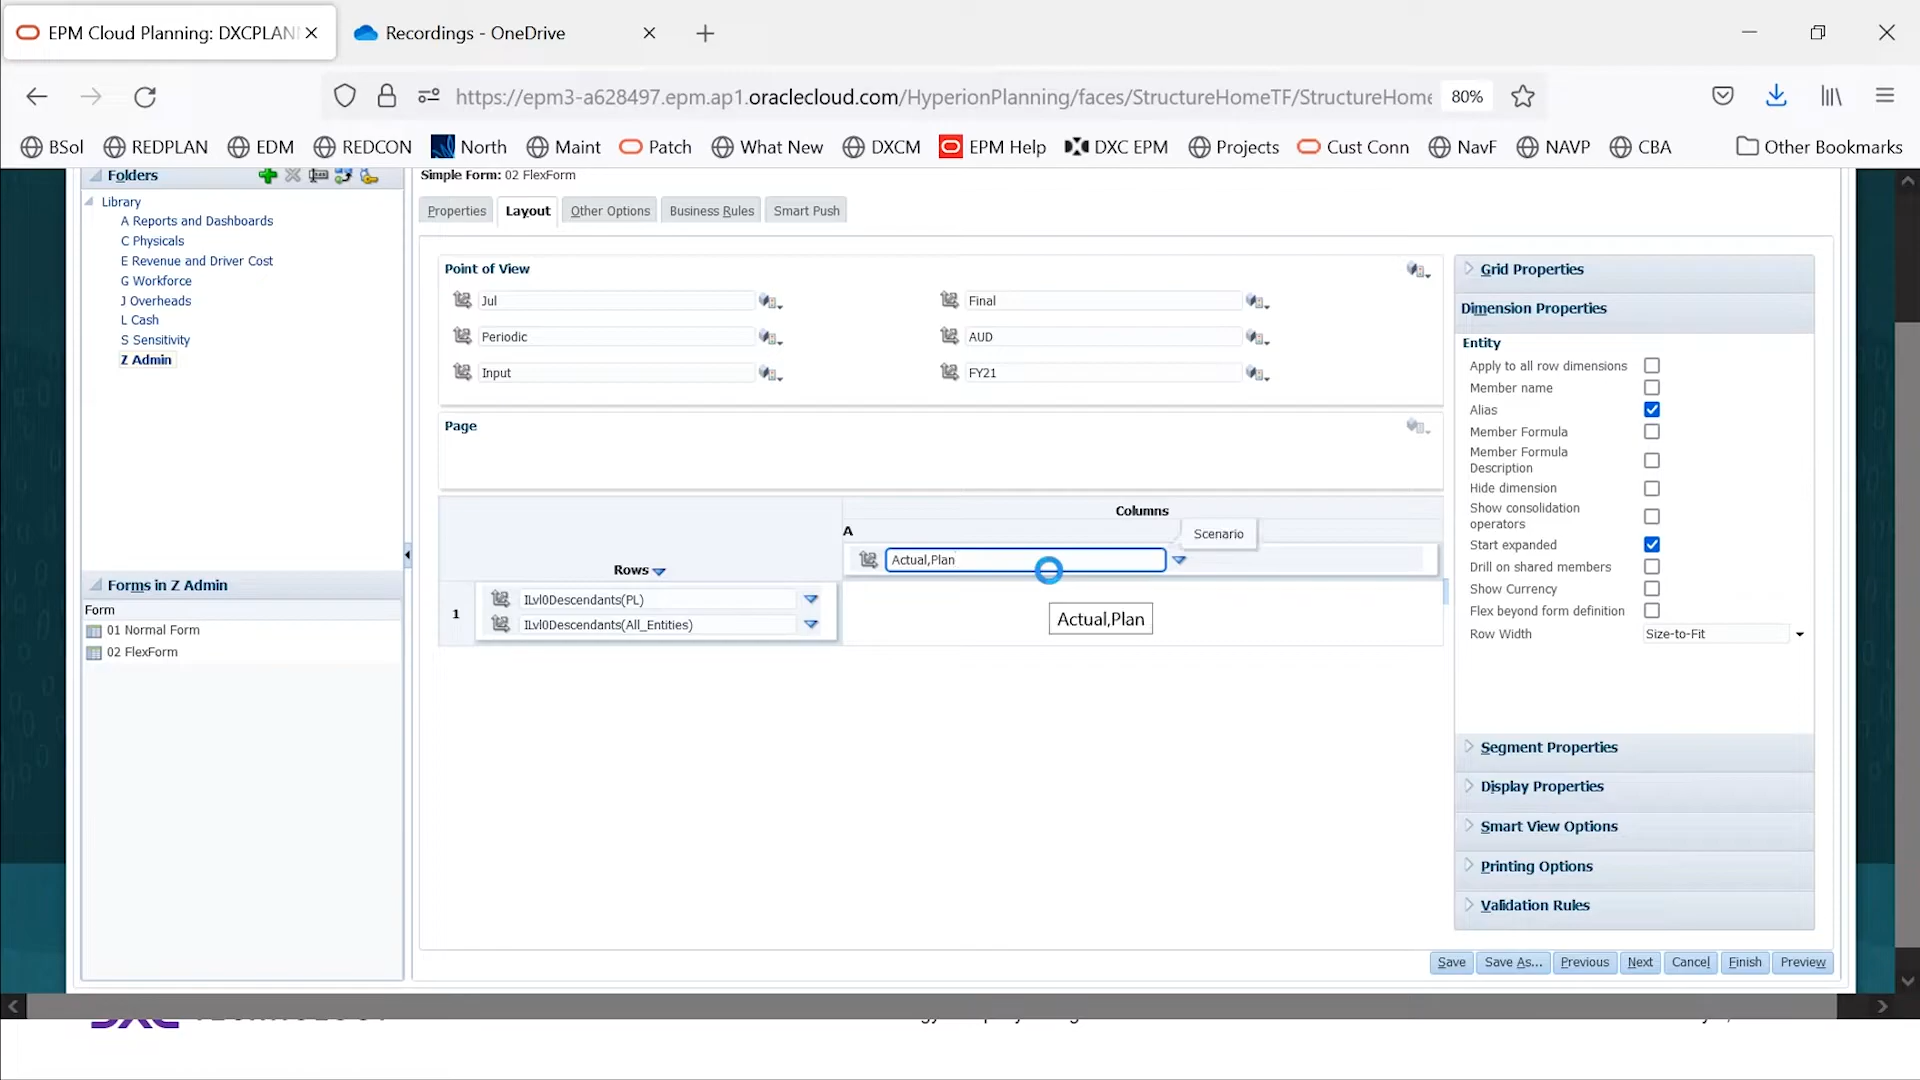 EPM Cloud Planning: DXCPLAN
Recordings - OneDrive
https://epm3-a628497.epm.ap1.oraclecloud.com/HyperionPlanning/faces/StructureHomeTF/StructureHome
80%
BSol
REDPLAN
EDM
REDCON
North
Maint
Patch
What New
DXCM
EPM Help
DXC EPM
Projects
Cust Conn
NavF
NAVP
CBA
Other Bookmarks
Folders
Library
A Reports and Dashboards
C Physicals
E Revenue and Driver Cost
G Workforce
J Overheads
L Cash
S Sensitivity
Z Admin
Forms in Z Admin
Form
01 Normal Form
02 FlexForm
Simple Form: 02 FlexForm
Properties
Layout
Other Options
Business Rules
Smart Push
Point of View
Jul
Final
Periodic
AUD
Input
FY21
Page
Columns
A
Scenario
Actual,Plan
Rows
1
ILvl0Descendants(PL)
ILvl0Descendants(All_Entities)
Actual,Plan
Grid Properties
Dimension Properties
Entity
Apply to all row dimensions
Member name
Alias
Member Formula
Member Formula
Description
Hide dimension
Show consolidation
operators
Start expanded
Drill on shared members
Show Currency
Flex beyond form definition
Row Width
Size-to-Fit
Segment Properties
Display Properties
Smart View Options
Printing Options
Validation Rules
Save
Save As...
Previous
Next
Cancel
Finish
Preview